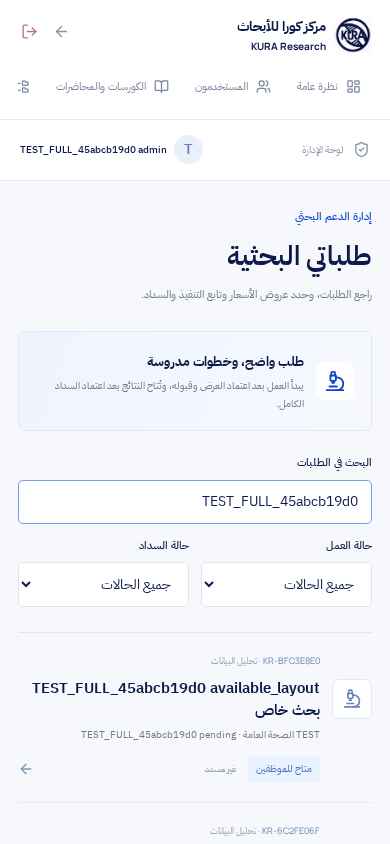 مركز كورا للأبحاث
KURA Research
KURA
نظرة عامة
المستخدمون
الكورسات والمحاضرات
لوحة الإدارة
T
TEST_FULL_45abcb19d0 admin
إدارة الدعم البحثي
طلباتي البحثية
راجع الطلبات، وحدد عروض الأسعار وتابع التنفيذ والسداد.
طلب واضح، وخطوات مدروسة
يبدأ العمل بعد اعتماد العرض وقبوله، وتُتاح النتائج بعد اعتماد السداد
الكامل.
البحث في الطلبات
TEST_FULL_45abcb19d0
حالة العمل
حالة السداد
جميع الحالات
جميع الحالات
KR-BFC3E8E0 · تحليل البيانات
TEST_FULL_45abcb19d0 available_layout
بحث خاص
TEST الصحة العامة · TEST_FULL_45abcb19d0 pending
متاح للموظفين
غير مسند
KR-6C2FE06F · تحليل البيانات